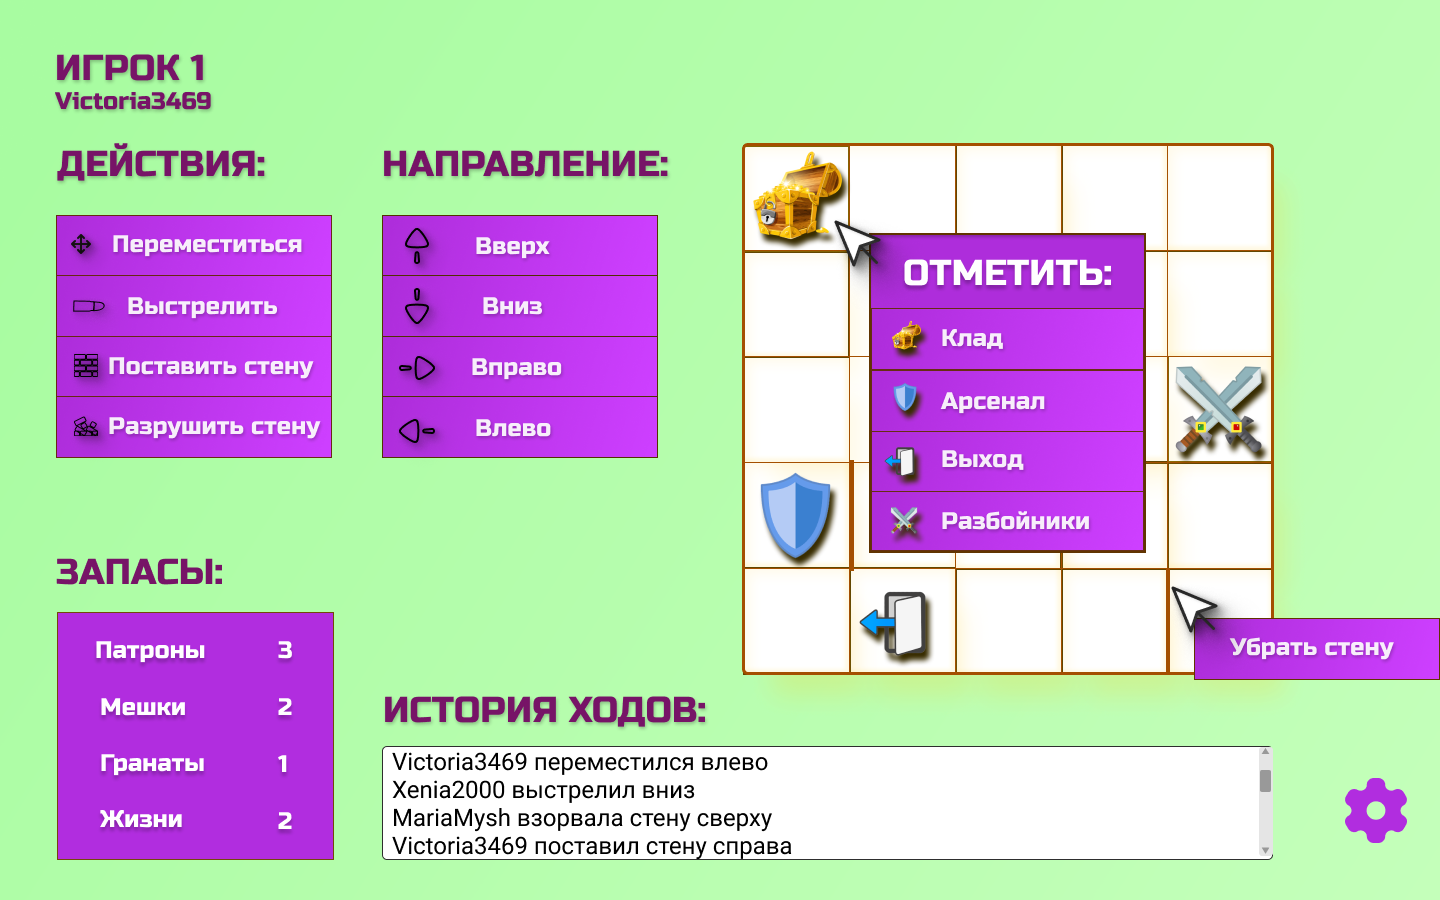 ИГРОК 1
Victoria3469
ДЕЙСТВИЯ:
Переместиться
Выстрелить
Поставить стену
Разрушить стену
НАПРАВЛЕНИЕ:
Вверх
Вниз
Вправо
Влево
ОТМЕТИТЬ:
Клад
Арсенал
Выход
Разбойники
Убрать стену
ЗАПАСЫ:
Патроны 3
Мешки 2
Гранаты 1
Жизни 2
ИСТОРИЯ ХОДОВ:
Victoria3469 переместился влево
Xenia2000 выстрелил вниз
MariaMysh взорвала стену сверху
Victoria3469 поставил стену справа